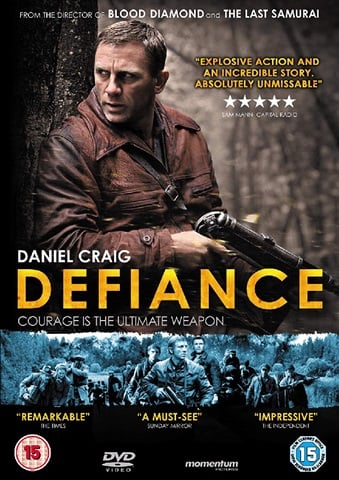 FROM THE DIRECTOR OF BLOOD DIAMOND AND THE LAST SAMURAI
"EXPLOSIVE ACTION AND
AN INCREDIBLE STORY.
ABSOLUTELY UNMISSABLE"
SAM MANN, CAPITAL RADIO
DANIEL CRAIG
DEFIANCE
COURAGE IS THE ULTIMATE WEAPON
"REMARKABLE"
THE TIMES
"A MUST-SEE"
SUNDAY MIRROR
"IMPRESSIVE"
THE INDEPENDENT
15
DVD
VIDEO
momentum
PICTURES
15